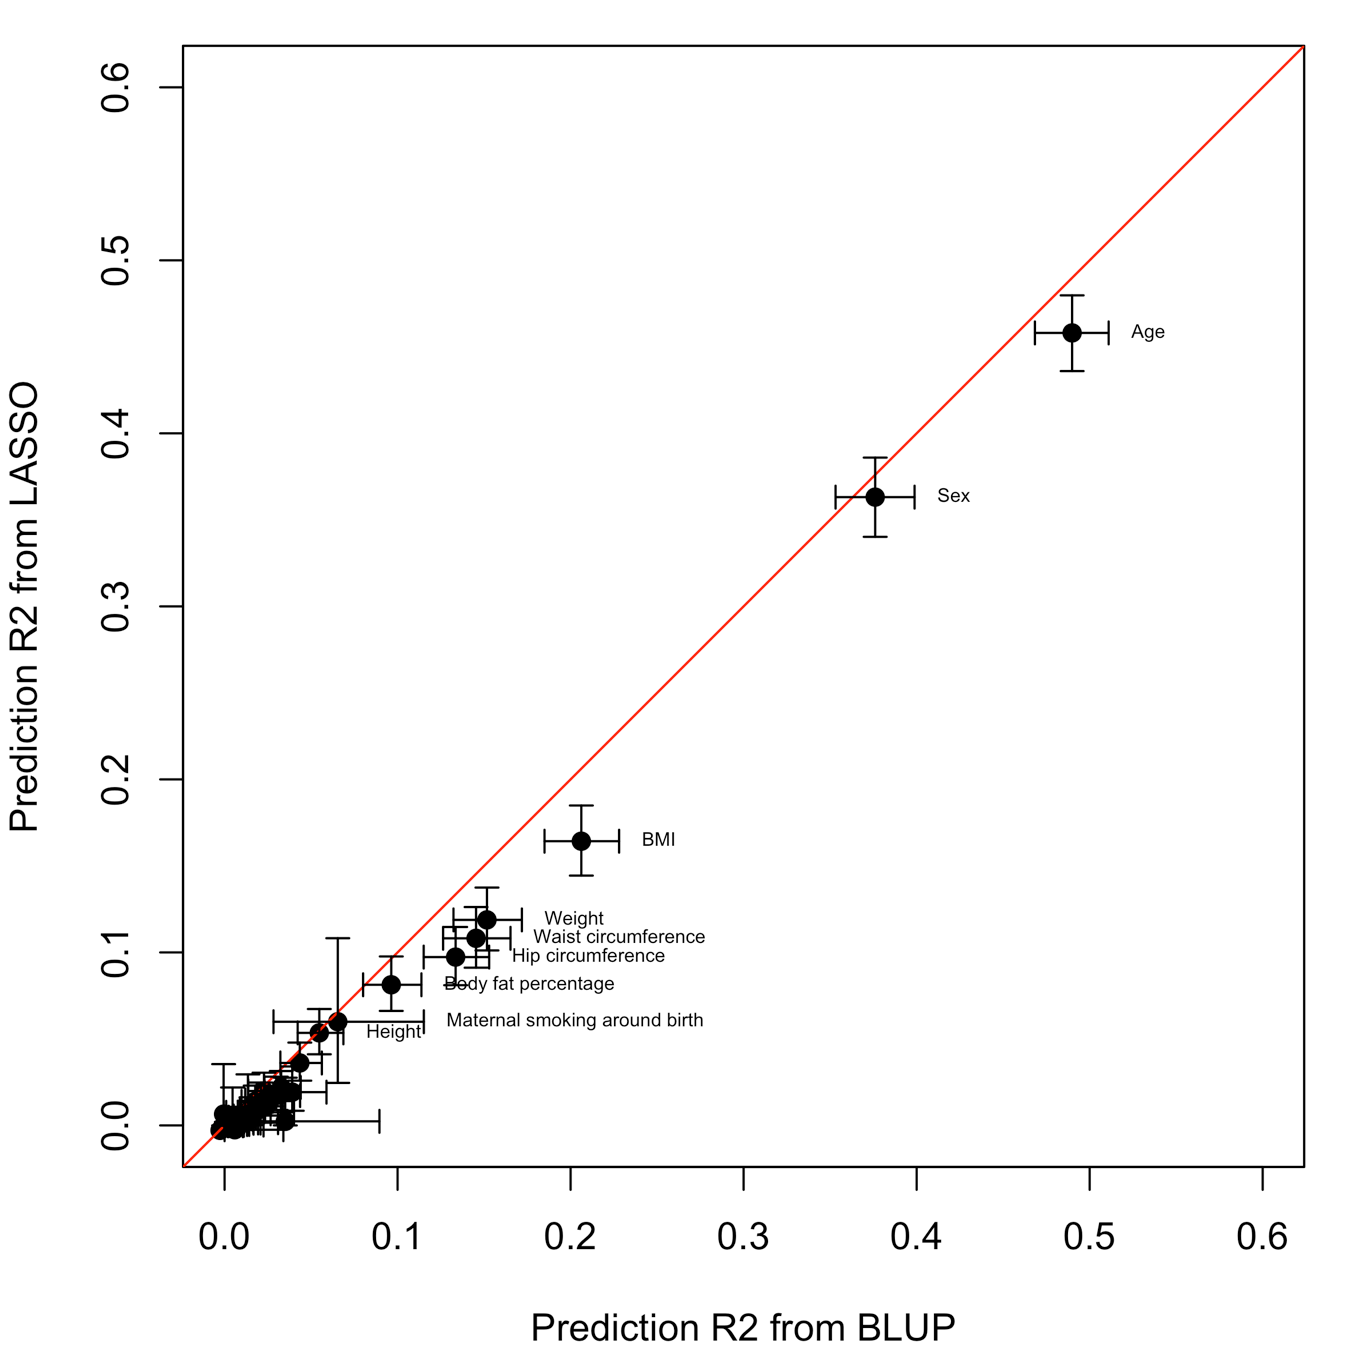 0.6
0.5
0.4
0.3
0.2
0.1
0.0
Prediction R2 from LASSO
Age
Sex
BMI
Weight
Waist circumference
Hip circumference
Body fat percentage
Maternal smoking around birth
Height
0.0 0.1 0.2 0.3 0.4 0.5 0.6
Prediction R2 from BLUP